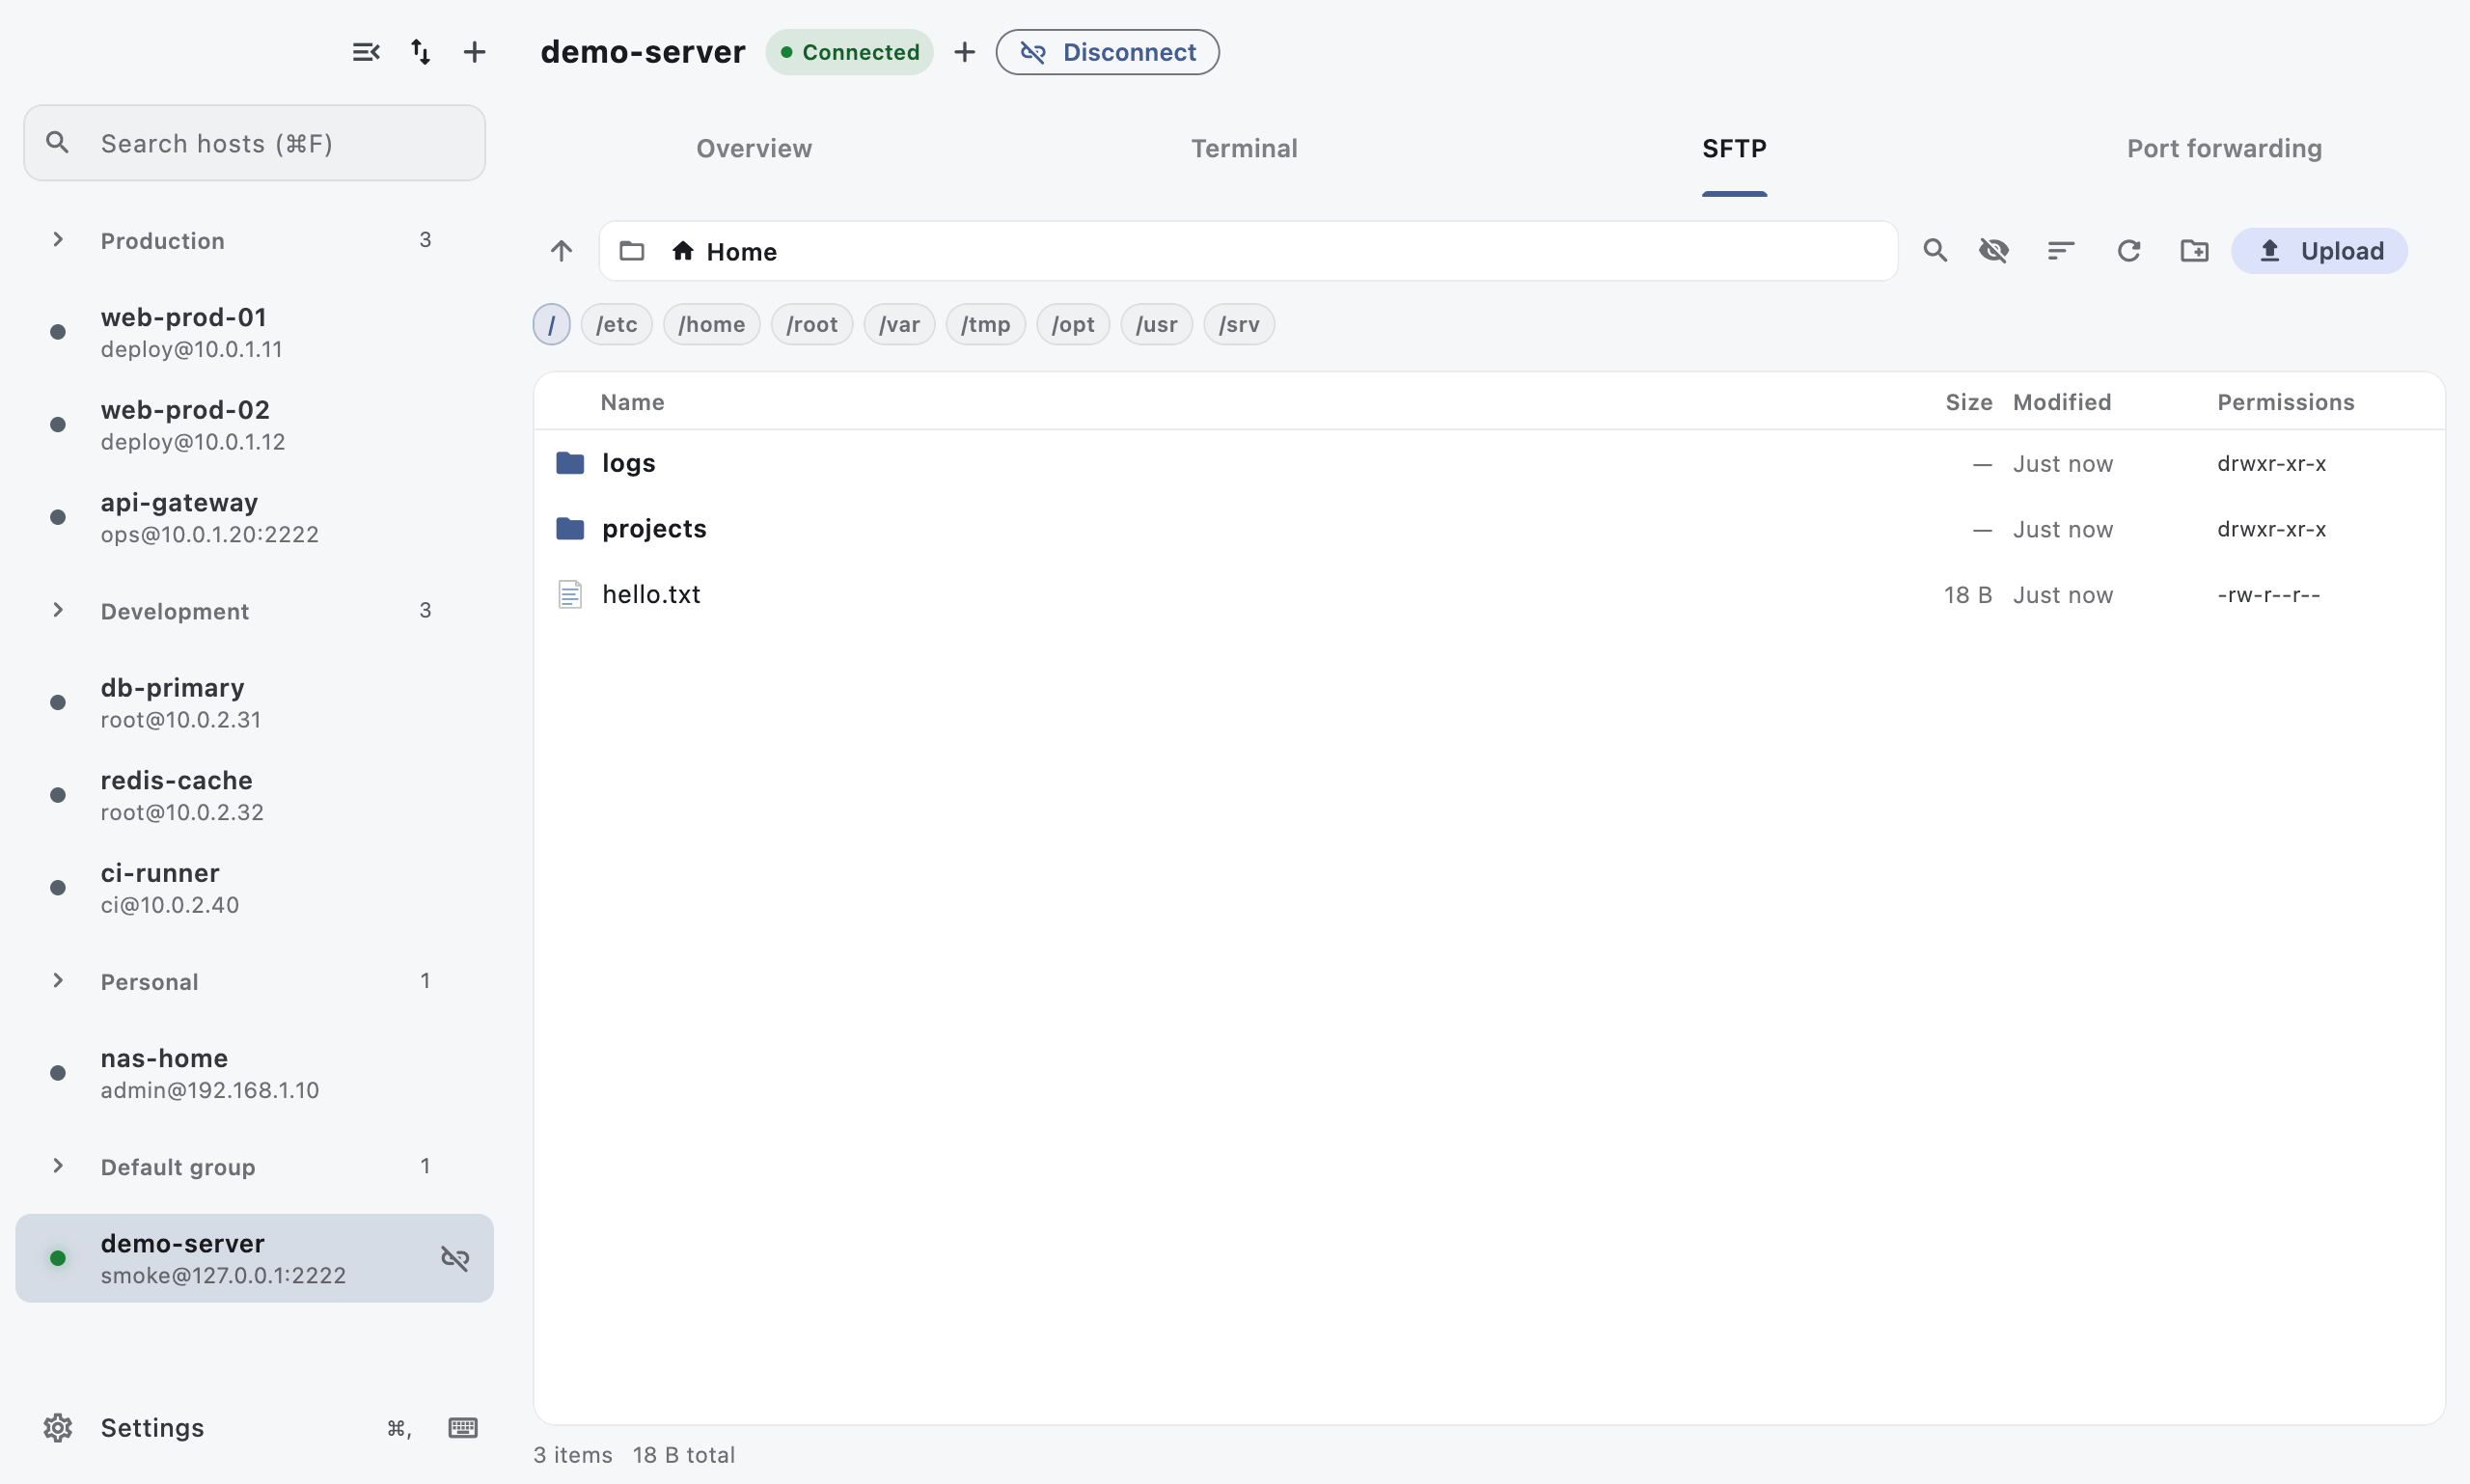 demo-server
Connected
Disconnect
Search hosts (⌘F)
Overview
Terminal
SFTP
Port forwarding
Production 3
web-prod-01
deploy@10.0.1.11
web-prod-02
deploy@10.0.1.12
api-gateway
ops@10.0.1.20:2222
Development 3
db-primary
root@10.0.2.31
redis-cache
root@10.0.2.32
ci-runner
ci@10.0.2.40
Personal 1
nas-home
admin@192.168.1.10
Default group 1
demo-server
smoke@127.0.0.1:2222
Settings ⌘,
Home
Upload
/ /etc /home /root /var /tmp /opt /usr /srv
Name Size Modified Permissions
logs — Just now drwxr-xr-x
projects — Just now drwxr-xr-x
hello.txt 18 B Just now -rw-r--r--
3 items 18 B total